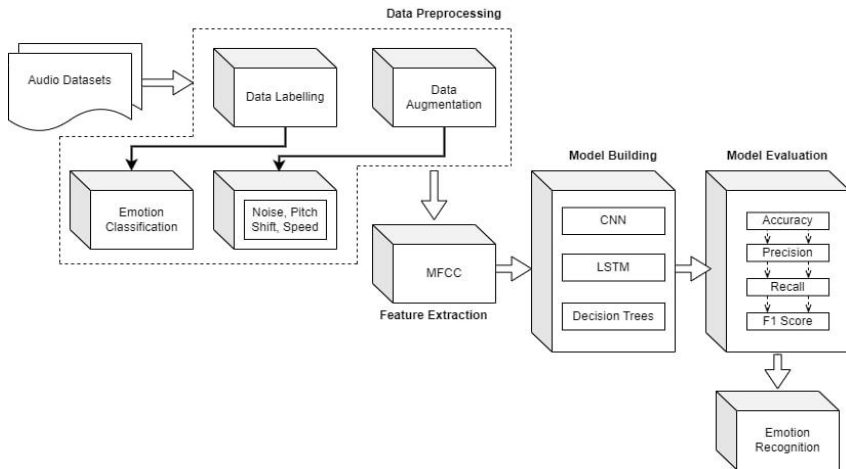 Data Preprocessing
Audio Datasets
Data Labelling
Data
Augmentation
Emotion
Classification
Noise, Pitch
Shift, Speed
MFCC
Feature Extraction
Model Building
CNN
LSTM
Decision Trees
Model Evaluation
Accuracy
Precision
Recall
F1 Score
Emotion
Recognition